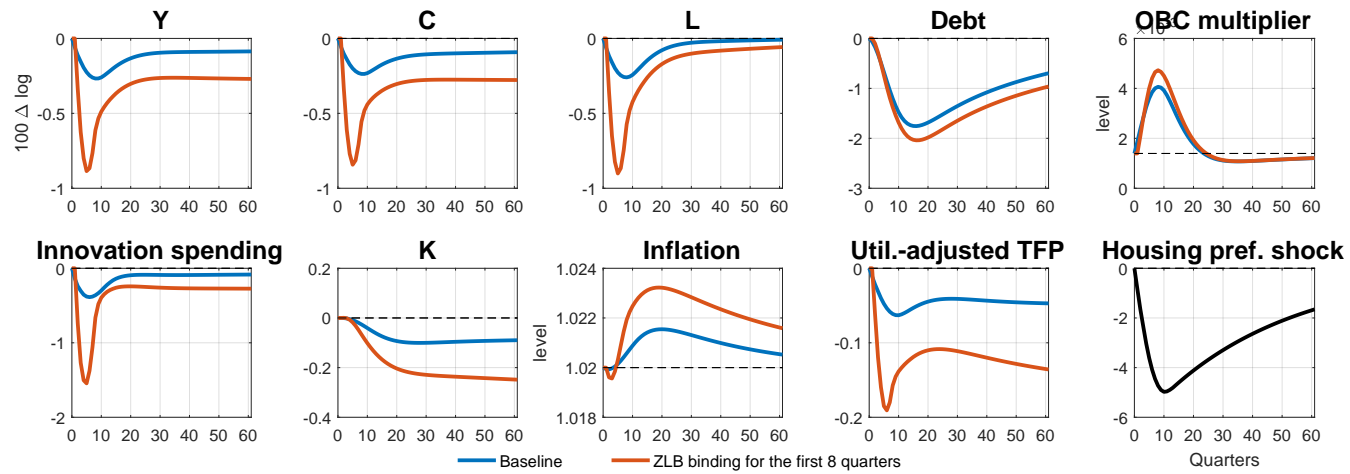 Y
C
L
Debt
OBC multiplier
100 Δ log
0
-0.5
-1
0 10 20 30 40 50 60
0
-0.5
-1
0 10 20 30 40 50 60
0
-0.5
-1
0 10 20 30 40 50 60
0
-1
-2
-3
0 10 20 30 40 50 60
level
6
4
2
0
0 10 20 30 40 50 60
Innovation spending
K
Inflation
Util.-adjusted TFP
Housing pref. shock
0
-1
-2
0 10 20 30 40 50 60
0.2
0
-0.2
-0.4
0 10 20 30 40 50 60
level
1.024
1.022
1.02
1.018
0 10 20 30 40 50 60
0
-0.1
-0.2
0 10 20 30 40 50 60
0
-2
-4
-6
0 10 20 30 40 50 60
Quarters
Baseline
ZLB binding for the first 8 quarters